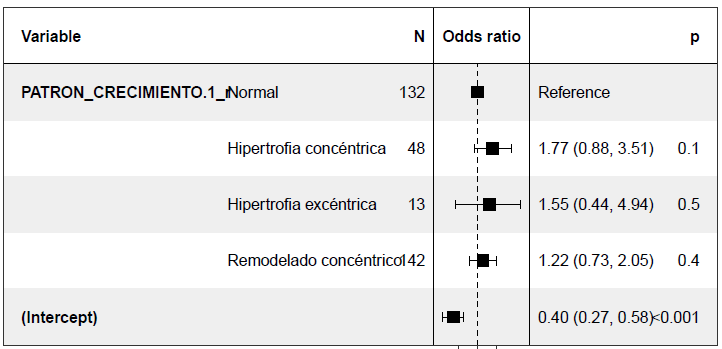 Variable N Odds ratio p
PATRON_CRECIMIENTO.1_r Normal 132 Reference
Hipertrofia concéntrica 48 1.77 (0.88, 3.51) 0.1
Hipertrofia excéntrica 13 1.55 (0.44, 4.94) 0.5
Remodelado concéntrico 142 1.22 (0.73, 2.05) 0.4
(Intercept) 0.40 (0.27, 0.58) <0.001